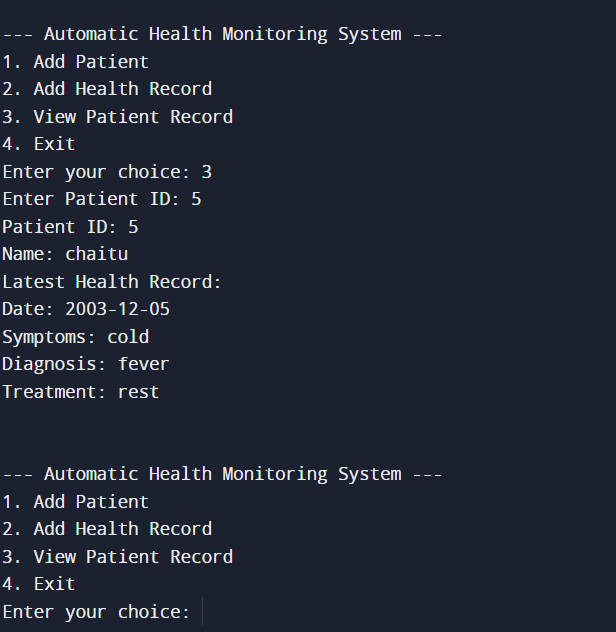 --- Automatic Health Monitoring System ---
1. Add Patient
2. Add Health Record
3. View Patient Record
4. Exit
Enter your choice: 3
Enter Patient ID: 5
Patient ID: 5
Name: chaitu
Latest Health Record:
Date: 2003-12-05
Symptoms: cold
Diagnosis: fever
Treatment: rest
--- Automatic Health Monitoring System ---
1. Add Patient
2. Add Health Record
3. View Patient Record
4. Exit
Enter your choice: